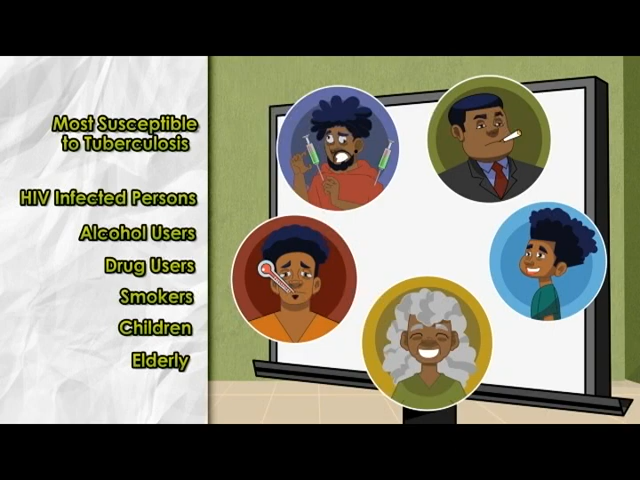 Most Susceptible
to Tuberculosis
HIV Infected Persons
Alcohol Users
Drug Users
Smokers
Children
Elderly